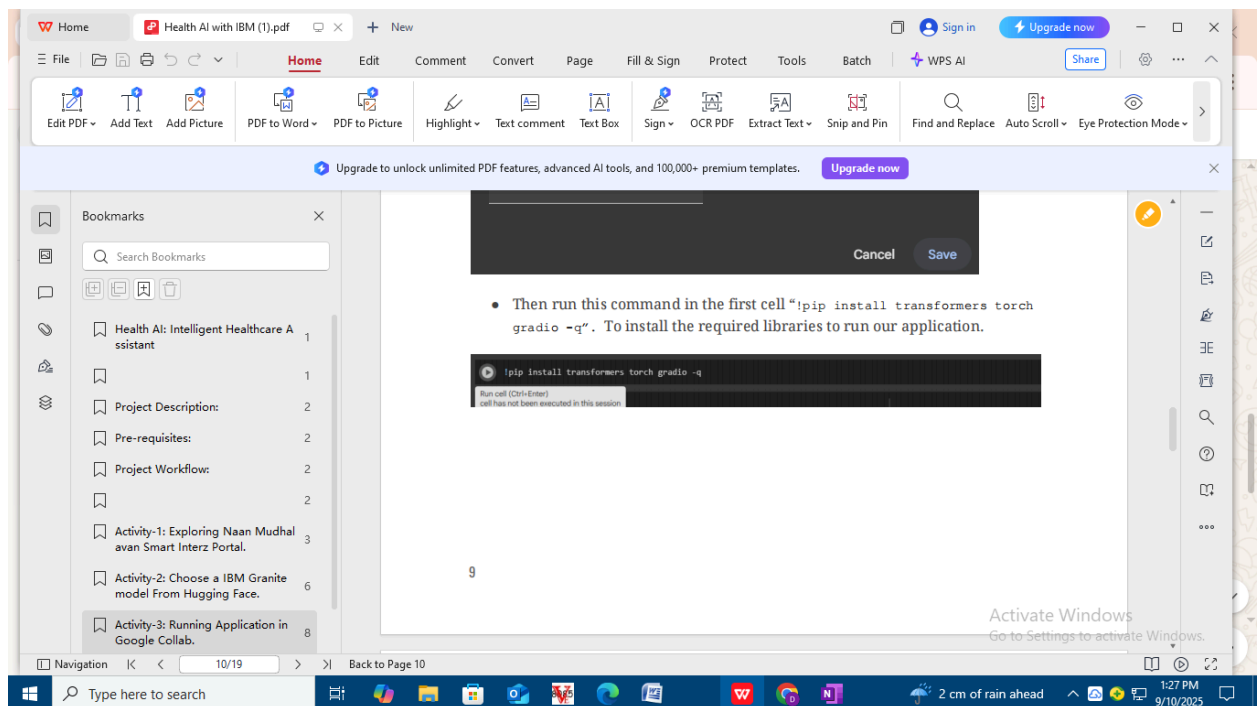 Home
Health AI with IBM (1).pdf
New
Sign in
Upgrade now
File
Home
Edit
Comment
Convert
Page
Fill & Sign
Protect
Tools
Batch
WPS AI
Share
Edit PDF
Add Text
Add Picture
PDF to Word
PDF to Picture
Highlight
Text comment
Text Box
Sign
OCR PDF
Extract Text
Snip and Pin
Find and Replace
Auto Scroll
Eye Protection Mode
Upgrade to unlock unlimited PDF features, advanced AI tools, and 100,000+ premium templates.
Upgrade now
Bookmarks
Search Bookmarks
Health AI: Intelligent Healthcare A
ssistant
1
1
Project Description: 2
Pre-requisites: 2
Project Workflow: 2
2
Activity-1: Exploring Naan Mudhal
avan Smart Interz Portal.
3
Activity-2: Choose a IBM Granite
model From Hugging Face.
6
Activity-3: Running Application in
Google Collab.
8
Cancel Save
• Then run this command in the first cell “!pip install transformers torch
gradio -q”. To install the required libraries to run our application.
!pip install transformers torch gradio -q
Run cell (Ctrl+Enter)
cell has not been executed in this session
9
Activate Windows
Go to Settings to activate Windows.
Navigation
10/19
Back to Page 10
Type here to search
2 cm of rain ahead
1:27 PM
9/10/2025